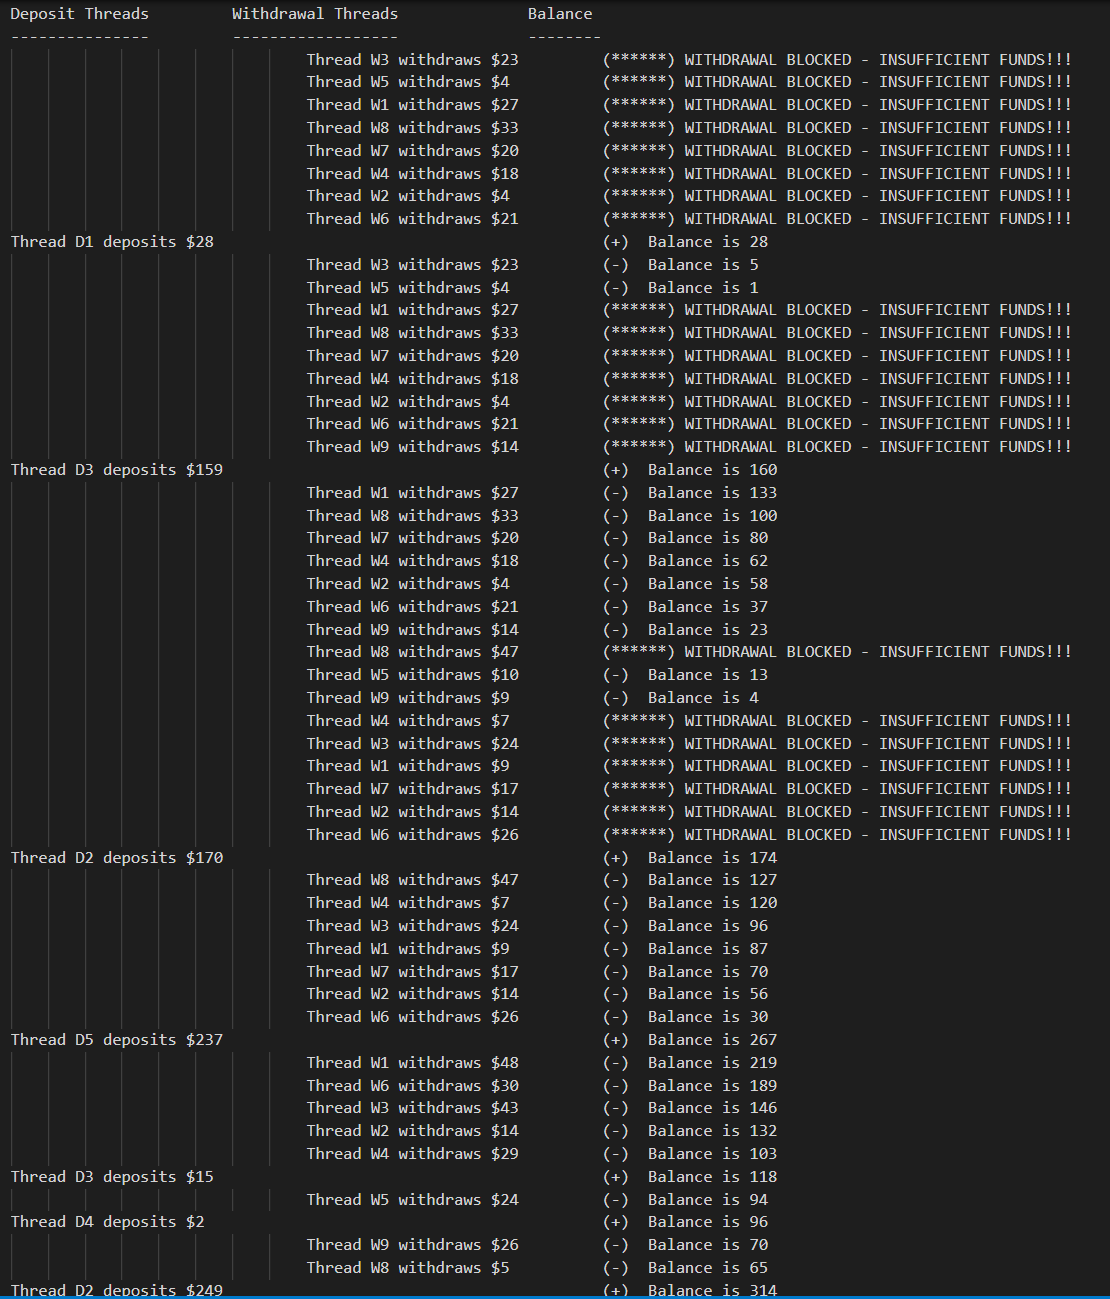 Deposit Threads         Withdrawal Threads              Balance
---------------         ------------------              --------
Thread W3 withdraws $23         (******) WITHDRAWAL BLOCKED - INSUFFICIENT FUNDS!!!
Thread W5 withdraws $4          (******) WITHDRAWAL BLOCKED - INSUFFICIENT FUNDS!!!
Thread W1 withdraws $27         (******) WITHDRAWAL BLOCKED - INSUFFICIENT FUNDS!!!
Thread W8 withdraws $33         (******) WITHDRAWAL BLOCKED - INSUFFICIENT FUNDS!!!
Thread W7 withdraws $20         (******) WITHDRAWAL BLOCKED - INSUFFICIENT FUNDS!!!
Thread W4 withdraws $18         (******) WITHDRAWAL BLOCKED - INSUFFICIENT FUNDS!!!
Thread W2 withdraws $4          (******) WITHDRAWAL BLOCKED - INSUFFICIENT FUNDS!!!
Thread W6 withdraws $21         (******) WITHDRAWAL BLOCKED - INSUFFICIENT FUNDS!!!
Thread D1 deposits $28          (+)  Balance is 28
Thread W3 withdraws $23         (-)  Balance is 5
Thread W5 withdraws $4          (-)  Balance is 1
Thread W1 withdraws $27         (******) WITHDRAWAL BLOCKED - INSUFFICIENT FUNDS!!!
Thread W8 withdraws $33         (******) WITHDRAWAL BLOCKED - INSUFFICIENT FUNDS!!!
Thread W7 withdraws $20         (******) WITHDRAWAL BLOCKED - INSUFFICIENT FUNDS!!!
Thread W4 withdraws $18         (******) WITHDRAWAL BLOCKED - INSUFFICIENT FUNDS!!!
Thread W2 withdraws $4          (******) WITHDRAWAL BLOCKED - INSUFFICIENT FUNDS!!!
Thread W6 withdraws $21         (******) WITHDRAWAL BLOCKED - INSUFFICIENT FUNDS!!!
Thread W9 withdraws $14         (******) WITHDRAWAL BLOCKED - INSUFFICIENT FUNDS!!!
Thread D3 deposits $159         (+)  Balance is 160
Thread W1 withdraws $27         (-)  Balance is 133
Thread W8 withdraws $33         (-)  Balance is 100
Thread W7 withdraws $20         (-)  Balance is 80
Thread W4 withdraws $18         (-)  Balance is 62
Thread W2 withdraws $4          (-)  Balance is 58
Thread W6 withdraws $21         (-)  Balance is 37
Thread W9 withdraws $14         (-)  Balance is 23
Thread W8 withdraws $47         (******) WITHDRAWAL BLOCKED - INSUFFICIENT FUNDS!!!
Thread W5 withdraws $10         (-)  Balance is 13
Thread W9 withdraws $9          (-)  Balance is 4
Thread W4 withdraws $7          (******) WITHDRAWAL BLOCKED - INSUFFICIENT FUNDS!!!
Thread W3 withdraws $24         (******) WITHDRAWAL BLOCKED - INSUFFICIENT FUNDS!!!
Thread W1 withdraws $9          (******) WITHDRAWAL BLOCKED - INSUFFICIENT FUNDS!!!
Thread W7 withdraws $17         (******) WITHDRAWAL BLOCKED - INSUFFICIENT FUNDS!!!
Thread W2 withdraws $14         (******) WITHDRAWAL BLOCKED - INSUFFICIENT FUNDS!!!
Thread W6 withdraws $26         (******) WITHDRAWAL BLOCKED - INSUFFICIENT FUNDS!!!
Thread D2 deposits $170         (+)  Balance is 174
Thread W8 withdraws $47         (-)  Balance is 127
Thread W4 withdraws $7          (-)  Balance is 120
Thread W3 withdraws $24         (-)  Balance is 96
Thread W1 withdraws $9          (-)  Balance is 87
Thread W7 withdraws $17         (-)  Balance is 70
Thread W2 withdraws $14         (-)  Balance is 56
Thread W6 withdraws $26         (-)  Balance is 30
Thread D5 deposits $237         (+)  Balance is 267
Thread W1 withdraws $48         (-)  Balance is 219
Thread W6 withdraws $30         (-)  Balance is 189
Thread W3 withdraws $43         (-)  Balance is 146
Thread W2 withdraws $14         (-)  Balance is 132
Thread W4 withdraws $29         (-)  Balance is 103
Thread D3 deposits $15          (+)  Balance is 118
Thread W5 withdraws $24         (-)  Balance is 94
Thread D4 deposits $2           (+)  Balance is 96
Thread W9 withdraws $26         (-)  Balance is 70
Thread W8 withdraws $5          (-)  Balance is 65
Thread D2 deposits $249         (+)  Balance is 314